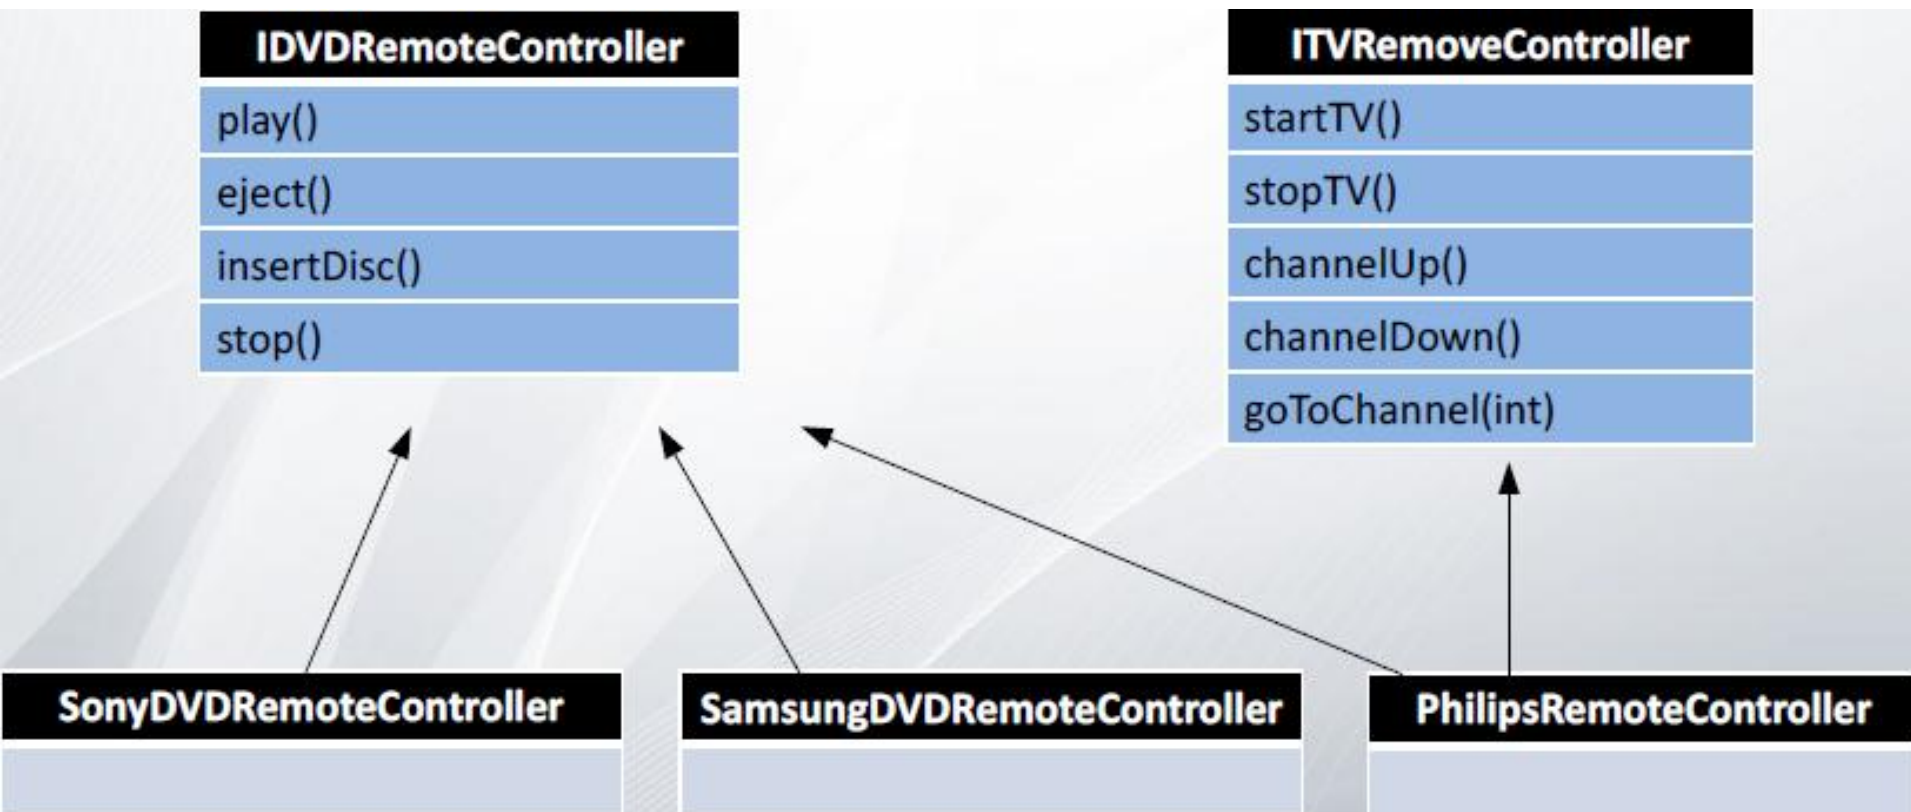 IDVDRemoteController
play()
eject()
insertDisc()
stop()
ITVRemoveController
startTV()
stopTV()
channelUp()
channelDown()
goToChannel(int)
SonyDVDRemoteController
SamsungDVDRemoteController
PhilipsRemoteController